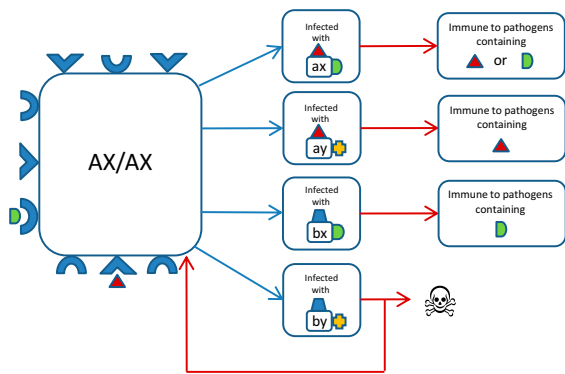 AX/AX
Infected
with
ax
Immune to pathogens
containing
or
Infected
with
ay
Immune to pathogens
containing
Infected
with
bx
Immune to pathogens
containing
Infected
with
by